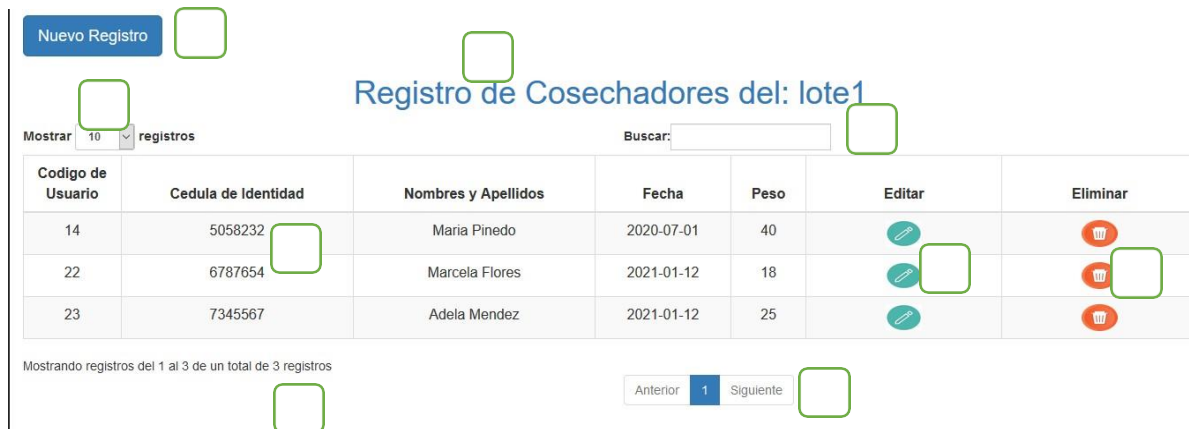 Nuevo Registro
Registro de Cosechadores del: lote1
Mostrar 10 registros
Buscar:
Codigo de Usuario Cedula de Identidad Nombres y Apellidos Fecha Peso Editar Eliminar
14 5058232 Maria Pinedo 2020-07-01 40
22 6787654 Marcela Flores 2021-01-12 18
23 7345567 Adela Mendez 2021-01-12 25
Mostrando registros del 1 al 3 de un total de 3 registros
Anterior 1 Siguiente